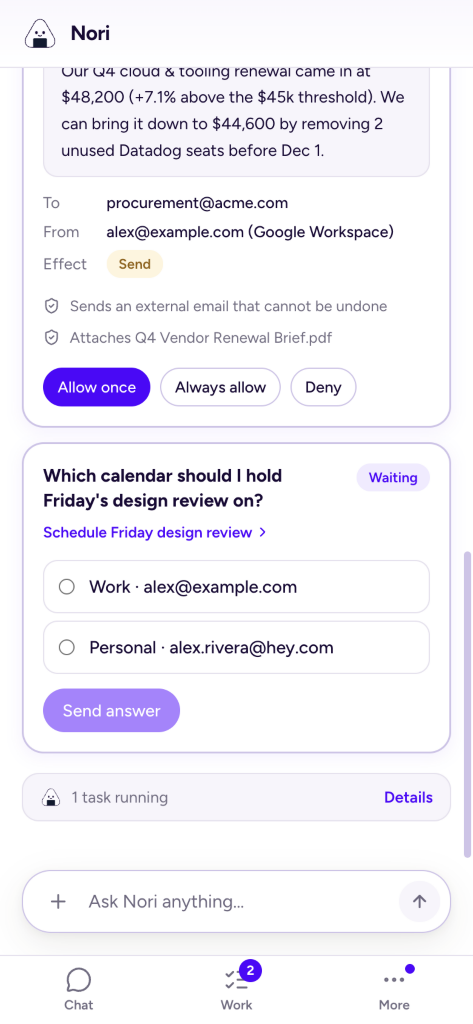 Nori
Our Q4 cloud & tooling renewal came in at
$48,200 (+7.1% above the $45k threshold). We
can bring it down to $44,600 by removing 2
unused Datadog seats before Dec 1.
To procurement@acme.com
From alex@example.com (Google Workspace)
Effect Send
Sends an external email that cannot be undone
Attaches Q4 Vendor Renewal Brief.pdf
Allow once Always allow Deny
Which calendar should I hold
Friday's design review on?
Waiting
Schedule Friday design review
Work · alex@example.com
Personal · alex.rivera@hey.com
Send answer
1 task running Details
Ask Nori anything...
2
Chat Work More